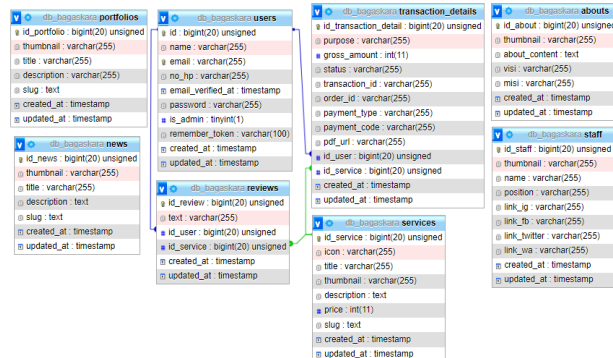 db_bagaskara portfolios
id_portfolio : bigint(20) unsigned
thumbnail : varchar(255)
title : varchar(255)
description : varchar(255)
slug : text
created_at : timestamp
updated_at : timestamp
db_bagaskara news
id_news : bigint(20) unsigned
thumbnail : varchar(255)
title : varchar(255)
description : text
slug : text
created_at : timestamp
updated_at : timestamp
db_bagaskara users
id : bigint(20) unsigned
name : varchar(255)
email : varchar(255)
no_hp : varchar(255)
email_verified_at : timestamp
password : varchar(255)
is_admin : tinyint(1)
remember_token : varchar(100)
created_at : timestamp
updated_at : timestamp
db_bagaskara reviews
id_review : bigint(20) unsigned
text : varchar(255)
id_user : bigint(20) unsigned
id_service : bigint(20) unsigned
created_at : timestamp
updated_at : timestamp
db_bagaskara transaction_details
id_transaction_detail : bigint(20) unsigned
purpose : varchar(255)
gross_amount : int(11)
status : varchar(255)
transaction_id : varchar(255)
order_id : varchar(255)
payment_type : varchar(255)
payment_code : varchar(255)
pdf_url : varchar(255)
id_user : bigint(20) unsigned
id_service : bigint(20) unsigned
created_at : timestamp
updated_at : timestamp
db_bagaskara services
id_service : bigint(20) unsigned
icon : varchar(255)
title : varchar(255)
thumbnail : varchar(255)
description : text
price : int(11)
slug : text
created_at : timestamp
updated_at : timestamp
db_bagaskara abouts
id_about : bigint(20) unsigned
thumbnail : varchar(255)
about_content : text
visi : varchar(255)
misi : varchar(255)
created_at : timestamp
updated_at : timestamp
db_bagaskara staff
id_staff : bigint(20) unsigned
thumbnail : varchar(255)
name : varchar(255)
position : varchar(255)
link_ig : varchar(255)
link_fb : varchar(255)
link_twitter : varchar(255)
link_wa : varchar(255)
created_at : timestamp
updated_at : timestamp